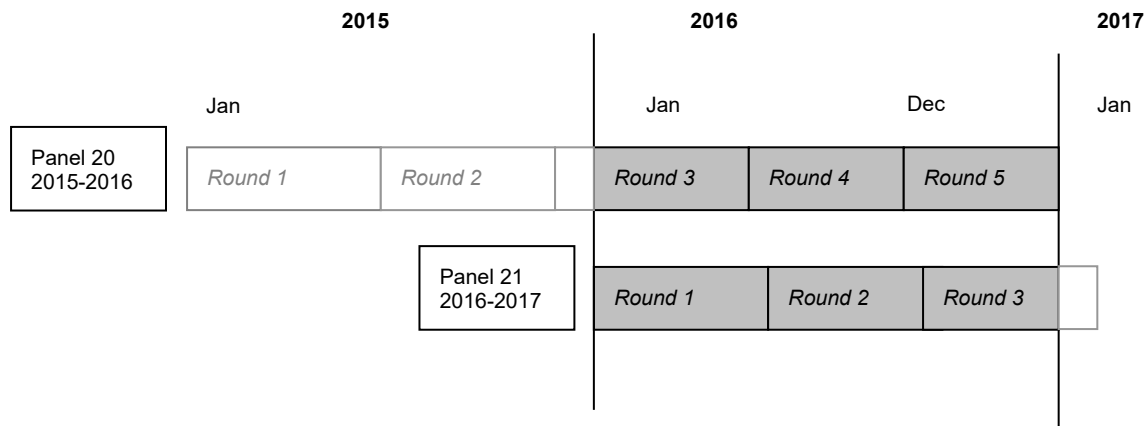 2015 2016 2017
Jan Jan Dec Jan
Panel 20
2015-2016
Round 1 Round 2 Round 3 Round 4 Round 5
Panel 21
2016-2017
Round 1 Round 2 Round 3